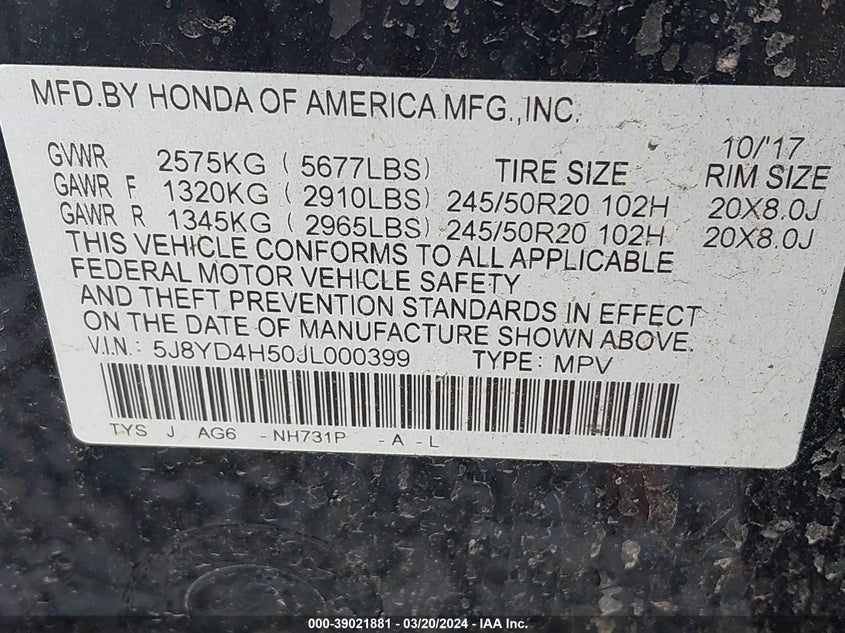 MFD.BY HONDA OF AMERICA MFG.,INC.
10/'17
GVWR 2575KG ( 5677LBS) TIRE SIZE RIM SIZE
GAWR F 1320KG ( 2910LBS) 245/50R20 102H 20X8.0J
GAWR R 1345KG ( 2965LBS) 245/50R20 102H 20X8.0J
THIS VEHICLE CONFORMS TO ALL APPLICABLE
FEDERAL MOTOR VEHICLE SAFETY
AND THEFT PREVENTION STANDARDS IN EFFECT
ON THE DATE OF MANUFACTURE SHOWN ABOVE.
V.I.N.: 5J8YD4H50JL000399 TYPE: MPV
TYS J AG6 -NH731P -A-L
000-39021881 - 03/20/2024 - IAA Inc.